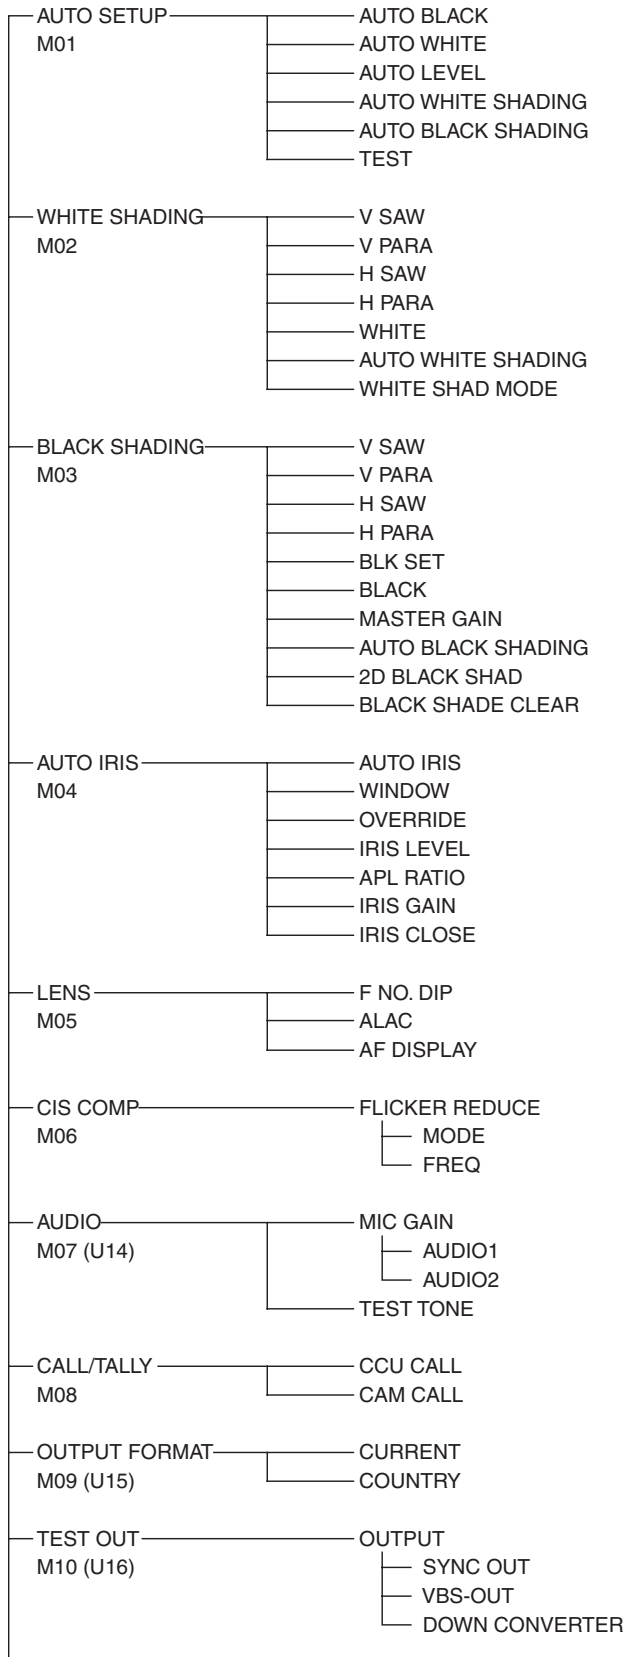 AUTO SETUP AUTO BLACK
M01 AUTO WHITE
AUTO LEVEL
AUTO WHITE SHADING
AUTO BLACK SHADING
TEST
WHITE SHADING V SAW
M02 V PARA
H SAW
H PARA
WHITE
AUTO WHITE SHADING
WHITE SHAD MODE
BLACK SHADING V SAW
M03 V PARA
H SAW
H PARA
BLK SET
BLACK
MASTER GAIN
AUTO BLACK SHADING
2D BLACK SHAD
BLACK SHADE CLEAR
AUTO IRIS AUTO IRIS
M04 WINDOW
OVERRIDE
IRIS LEVEL
APL RATIO
IRIS GAIN
IRIS CLOSE
LENS F NO. DIP
M05 ALAC
AF DISPLAY
CIS COMP FLICKER REDUCE
M06 MODE
FREQ
AUDIO MIC GAIN
M07 (U14) AUDIO1
AUDIO2
TEST TONE
CALL/TALLY CCU CALL
M08 CAM CALL
OUTPUT FORMAT CURRENT
M09 (U15) COUNTRY
TEST OUT OUTPUT
M10 (U16) SYNC OUT
VBS-OUT
DOWN CONVERTER